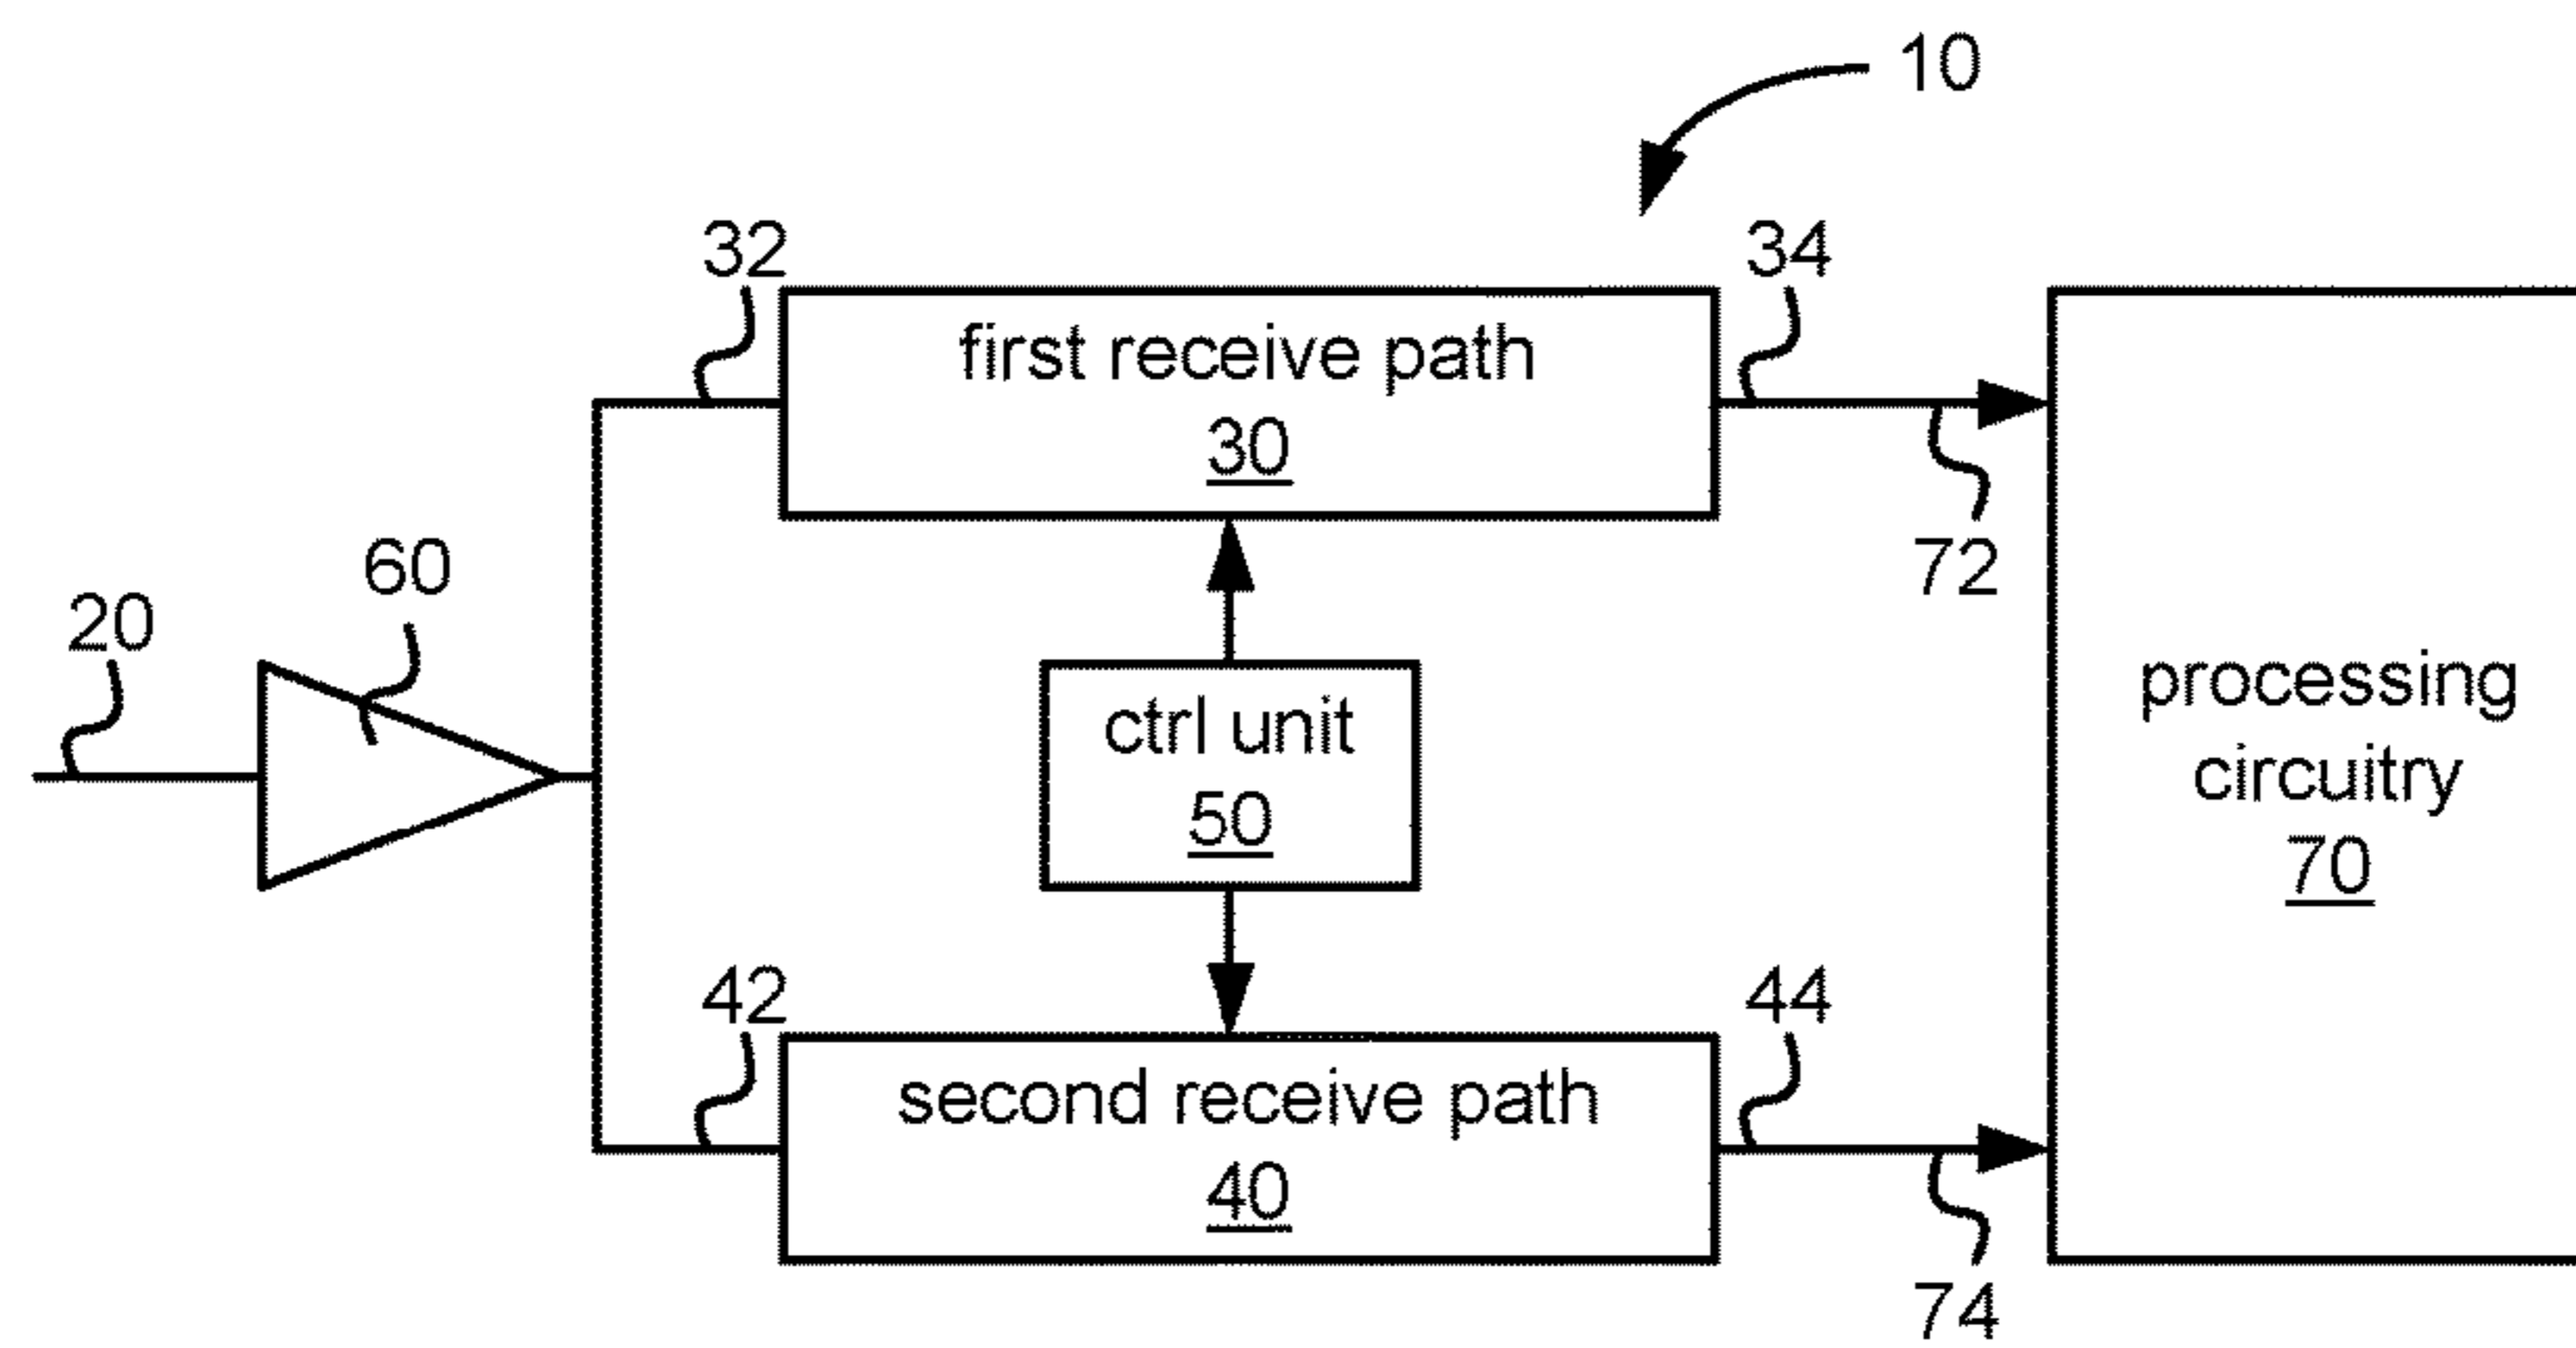 10
32
34
first receive path
30
72
60
20
ctrl unit
50
processing
circuitry
70
42
44
second receive path
40
74